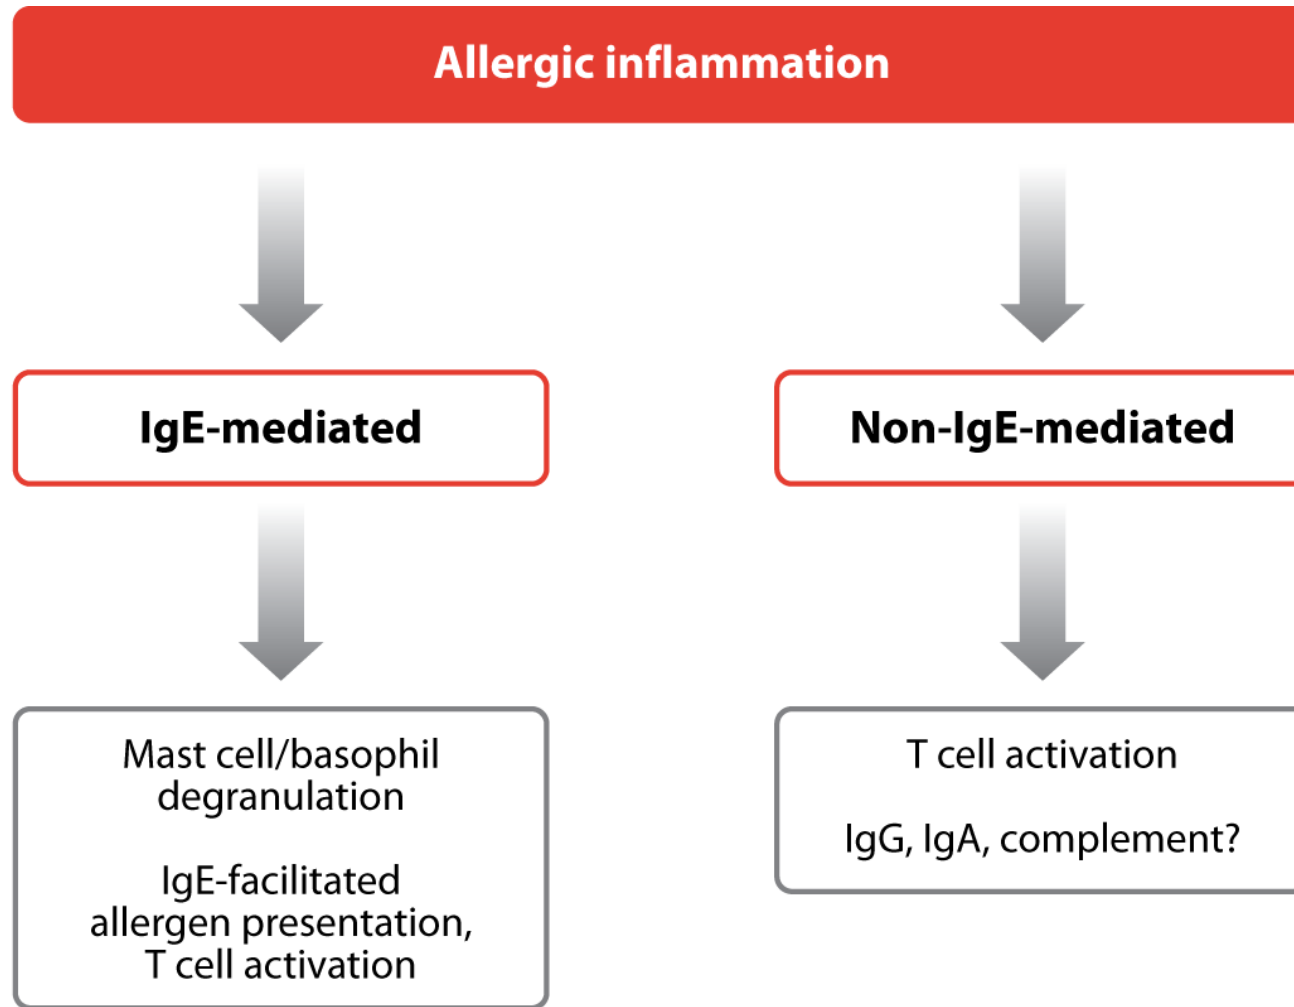 Allergic inflammation
IgE-mediated
Non-IgE-mediated
Mast cell/basophil
degranulation
IgE-facilitated
allergen presentation,
T cell activation
T cell activation
IgG, IgA, complement?